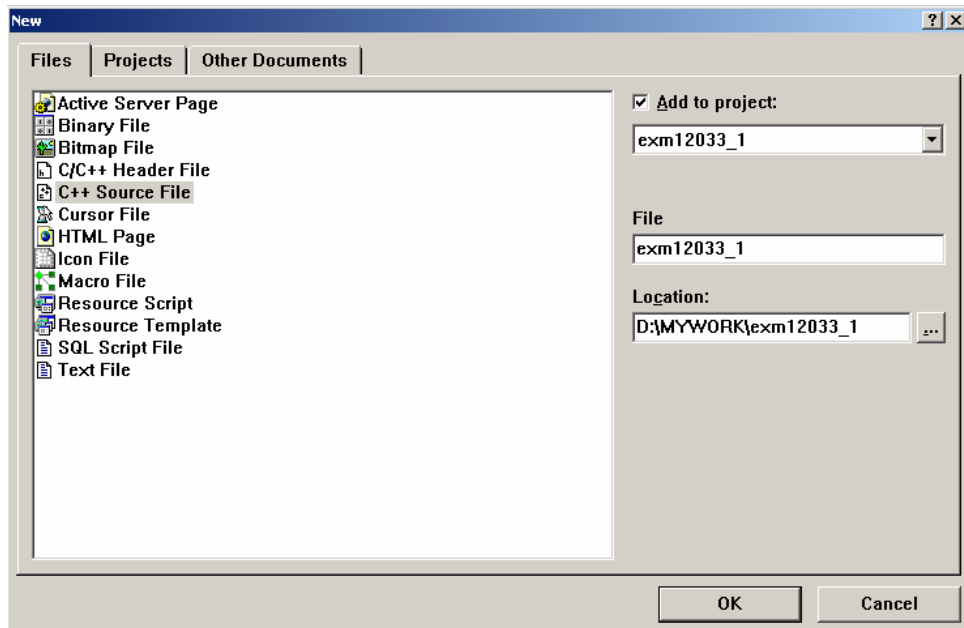 New
Files Projects Other Documents
Active Server Page
Binary File
Bitmap File
C/C++ Header File
C++ Source File
Cursor File
HTML Page
Icon File
Macro File
Resource Script
Resource Template
SQL Script File
Text File
Add to project:
exm12033_1
File
exm12033_1
Location:
D:\MYWORK\exm12033_1 ...
OK Cancel